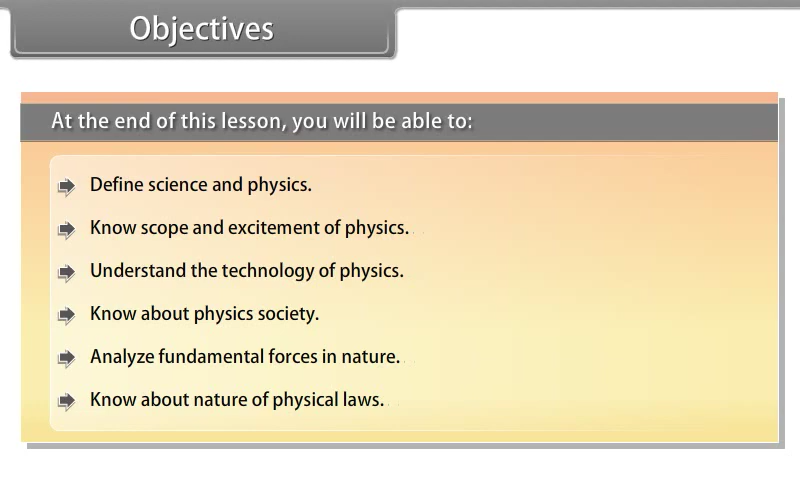 Objectives
At the end of this lesson, you will be able to:
Define science and physics.
Know scope and excitement of physics.
Understand the technology of physics.
Know about physics society.
Analyze fundamental forces in nature.
Know about nature of physical laws.